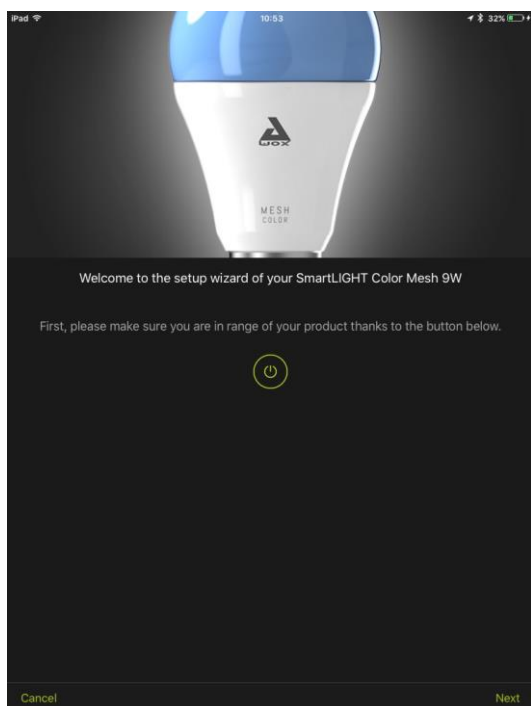 iPad 10:53 32%
AWOX
MESH
COLOR
Welcome to the setup wizard of your SmartLIGHT Color Mesh 9W
First, please make sure you are in range of your product thanks to the button below.
Cancel Next